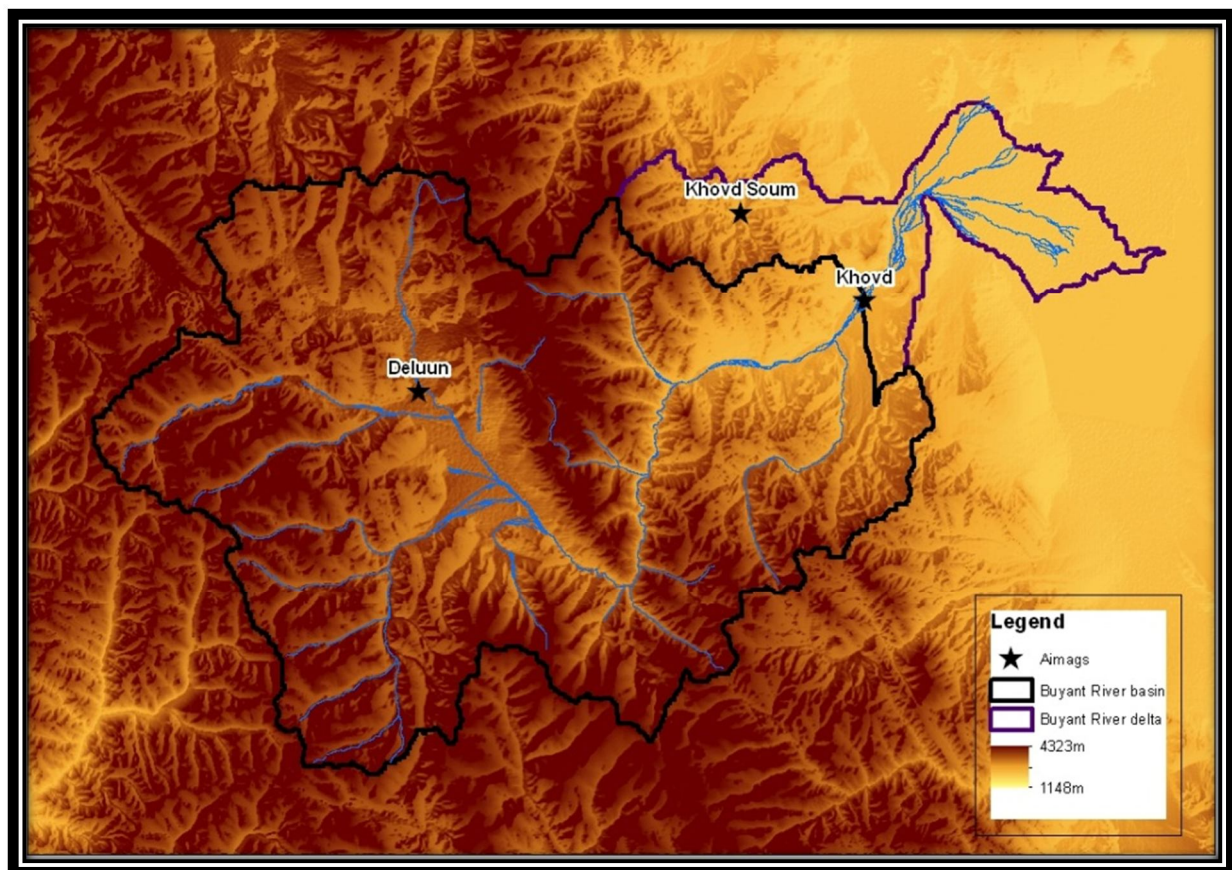 Khovd Soum
Khovd
Deluun
Legend
Aimags
Buyant River basin
Buyant River delta
4323m
1148m